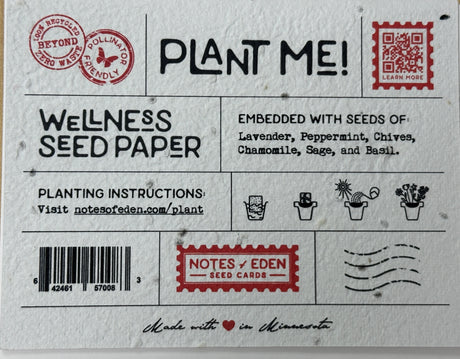 100% RECYCLED
BEYOND
ZERO WASTE
POLLINATOR
FRIENDLY
PLANT ME!
LEARN MORE
WELLNESS
SEED PAPER
EMBEDDED WITH SEEDS OF:
Lavender, Peppermint, Chives,
Chamomile, Sage, and Basil.
PLANTING INSTRUCTIONS:
Visit notesofeden.com/plant
6 42461 57008 3
NOTES of EDEN
SEED CARDS
Made with ❤ in Minnesota